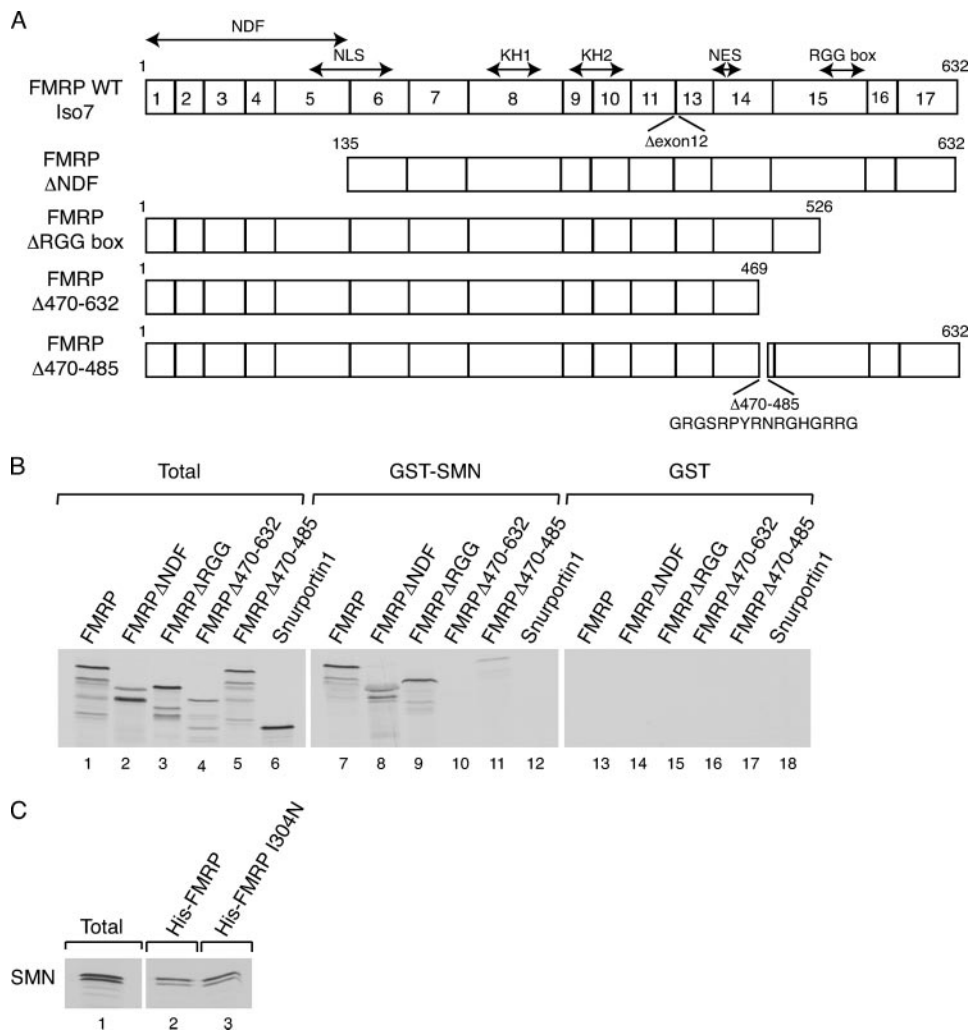 A
NDF
NLS
KH1
KH2
NES
RGG box
1
632
FMRP WT
Iso7
1 2 3 4 5 6 7 8 9 10 11 13 14 15 16 17
Δexon12
135
632
FMRP
ΔNDF
1
526
FMRP
ΔRGG box
1
469
FMRP
Δ470-632
1
632
FMRP
Δ470-485
Δ470-485
GRGSRPYRNRGHGRRG
B
Total
GST-SMN
GST
FMRP
FMRPΔNDF
FMRPΔRGG
FMRPΔ470-632
FMRPΔ470-485
Snurportin1
FMRP
FMRPΔNDF
FMRPΔRGG
FMRPΔ470-632
FMRPΔ470-485
Snurportin1
FMRP
FMRPΔNDF
FMRPΔRGG
FMRPΔ470-632
FMRPΔ470-485
Snurportin1
1 2 3 4 5 6 7 8 9 10 11 12 13 14 15 16 17 18
C
Total
His-FMRP
His-FMRP I304N
SMN
1 2 3